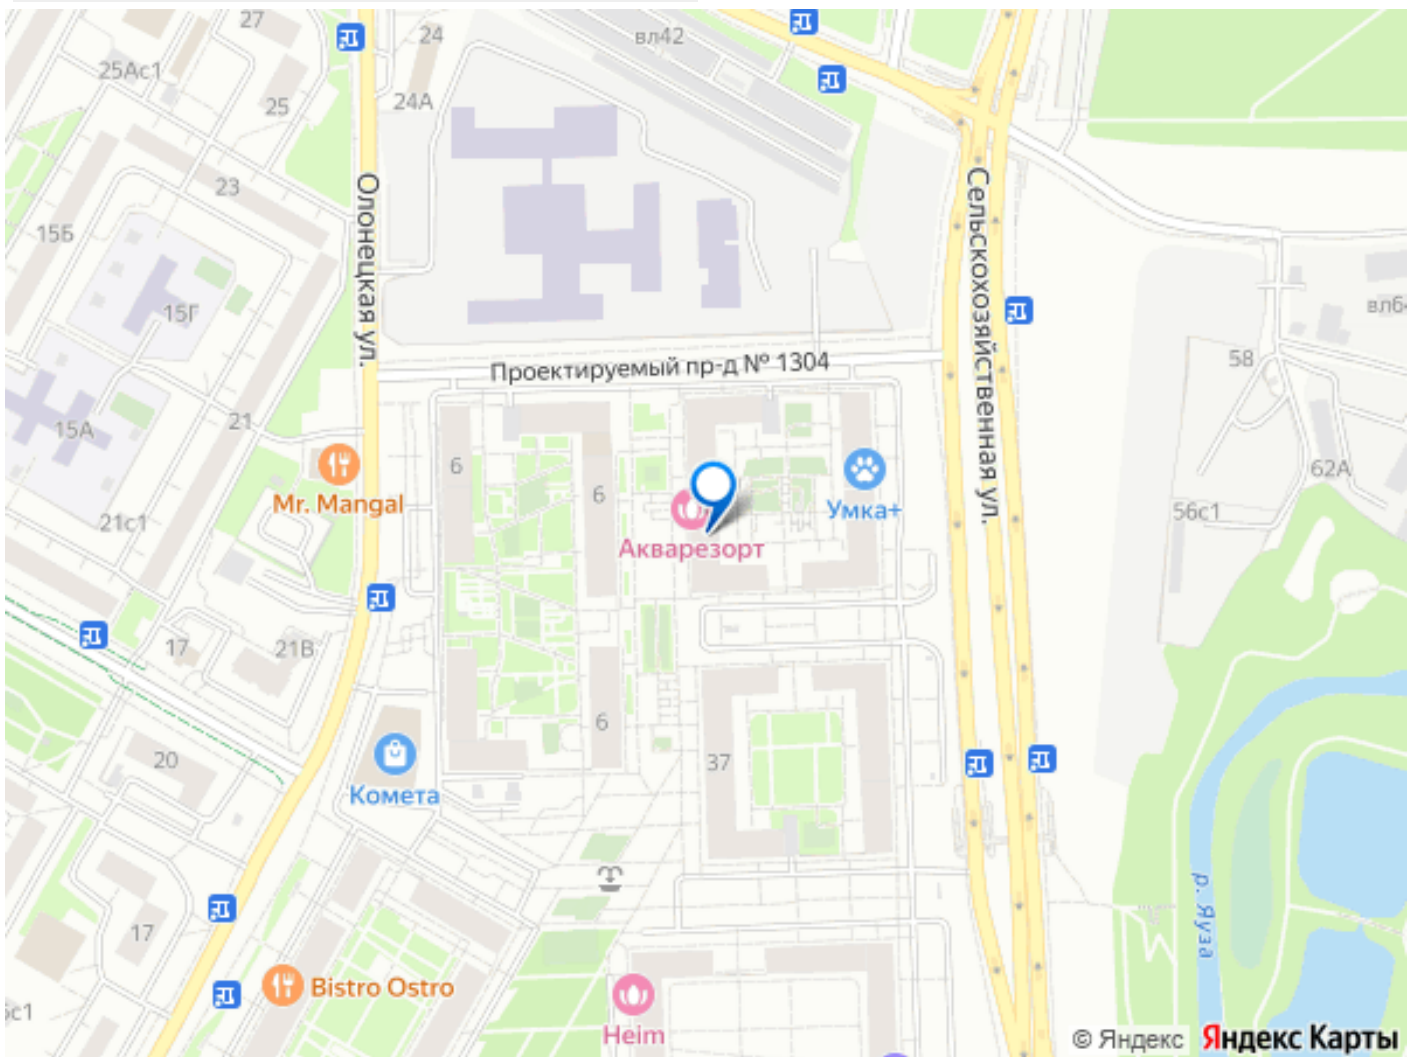 27
24
вл42
25Ас1
25
24А
23
15Б
Олонецкая ул.
Сельскохозяйственная ул.
15Г
58
Проектируемый пр-д № 1304
15А
21
6
6
62А
Mr. Mangal
Умка+
21с1
56с1
Акварезорт
17
21В
6
20
37
Комета
17
р. Яуза
Bistro Ostro
Heim
© Яндекс Яндекс Карты